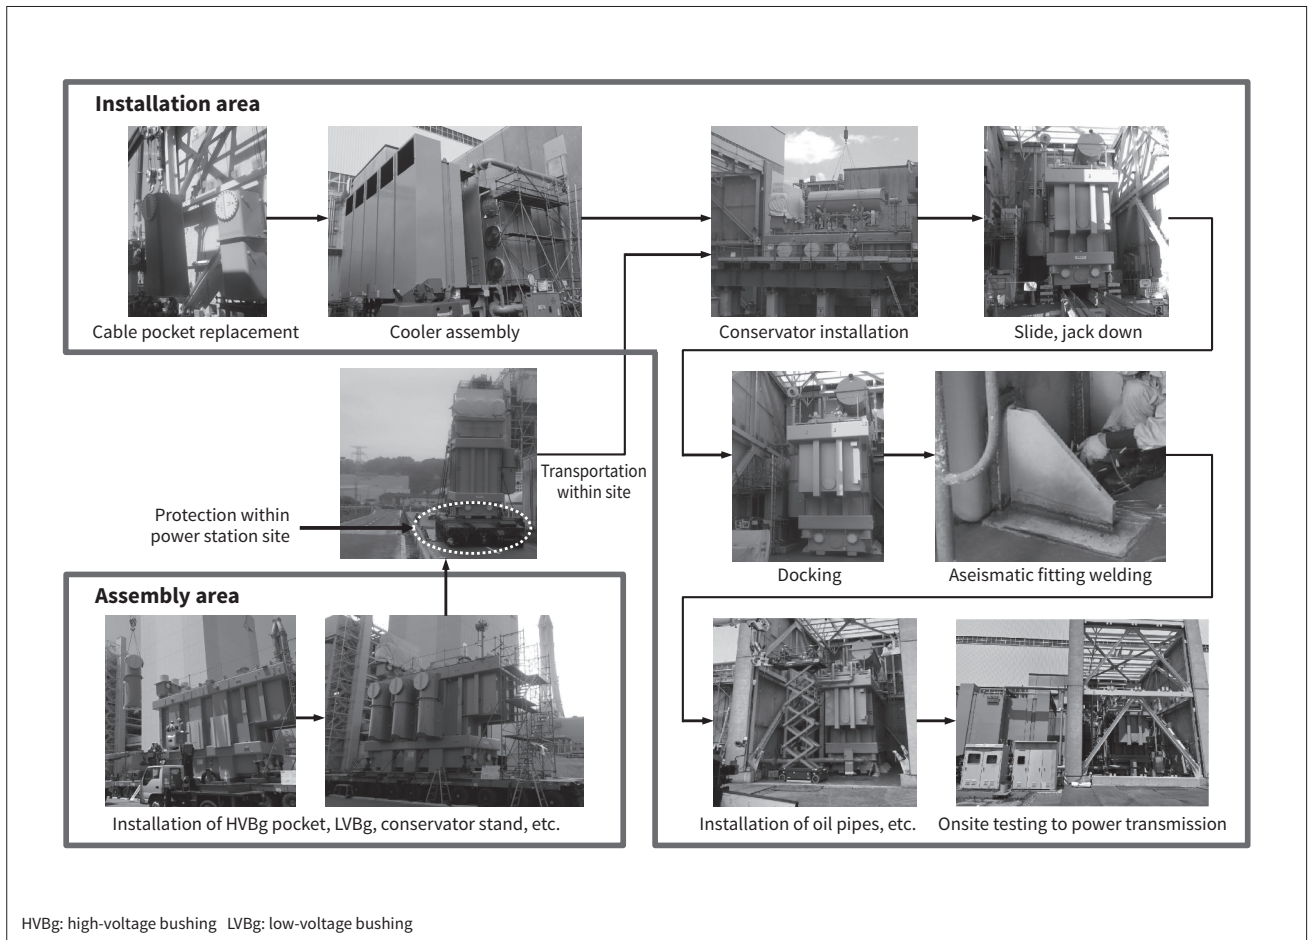 Installation area
Cable pocket replacement
Cooler assembly
Conservator installation
Slide, jack down
Transportation
within site
Protection within
power station site
Docking
Aseismatic fitting welding
Assembly area
Installation of HVBg pocket, LVBg, conservator stand, etc.
Installation of oil pipes, etc.
Onsite testing to power transmission
HVBg: high-voltage bushing LVBg: low-voltage bushing